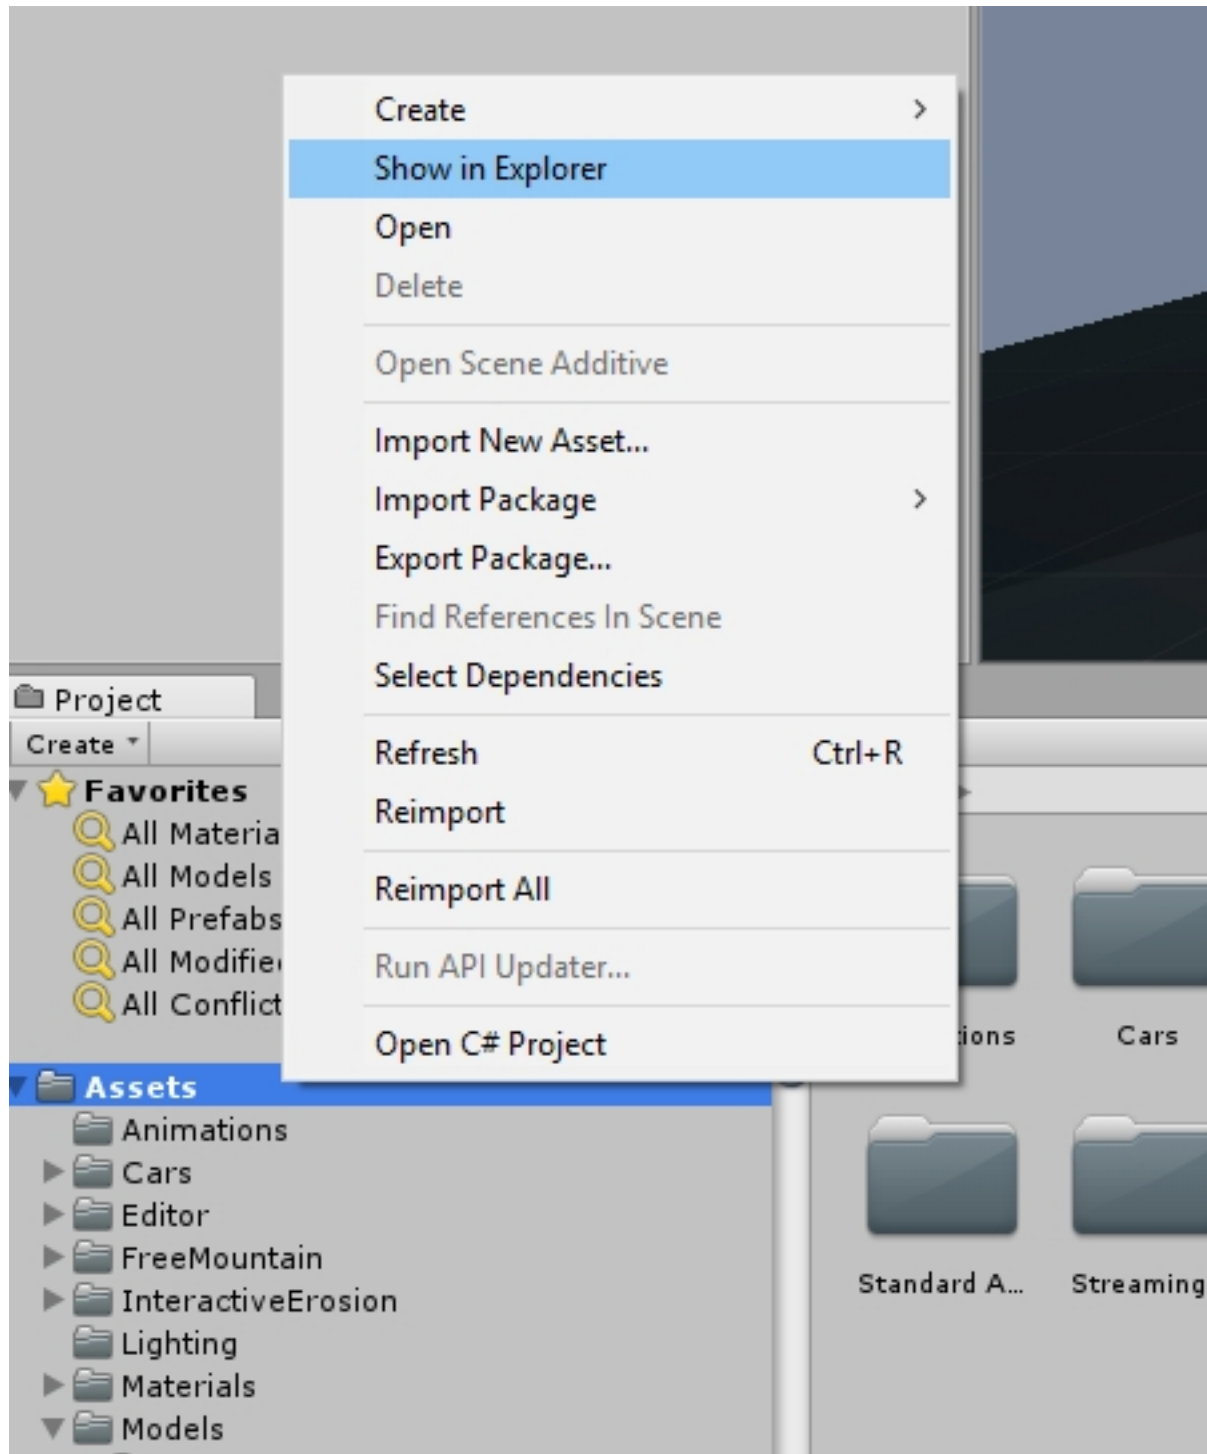 Create
Show in Explorer
Open
Delete
Open Scene Additive
Import New Asset...
Import Package
Export Package...
Find References In Scene
Select Dependencies
Refresh Ctrl+R
Reimport
Reimport All
Run API Updater...
Open C# Project
Project
Create
Favorites
All Materia
All Models
All Prefabs
All Modifie
All Conflict
Assets
Animations
Cars
Editor
FreeMountain
InteractiveErosion
Lighting
Materials
Models
ions
Cars
Standard A...
Streaming